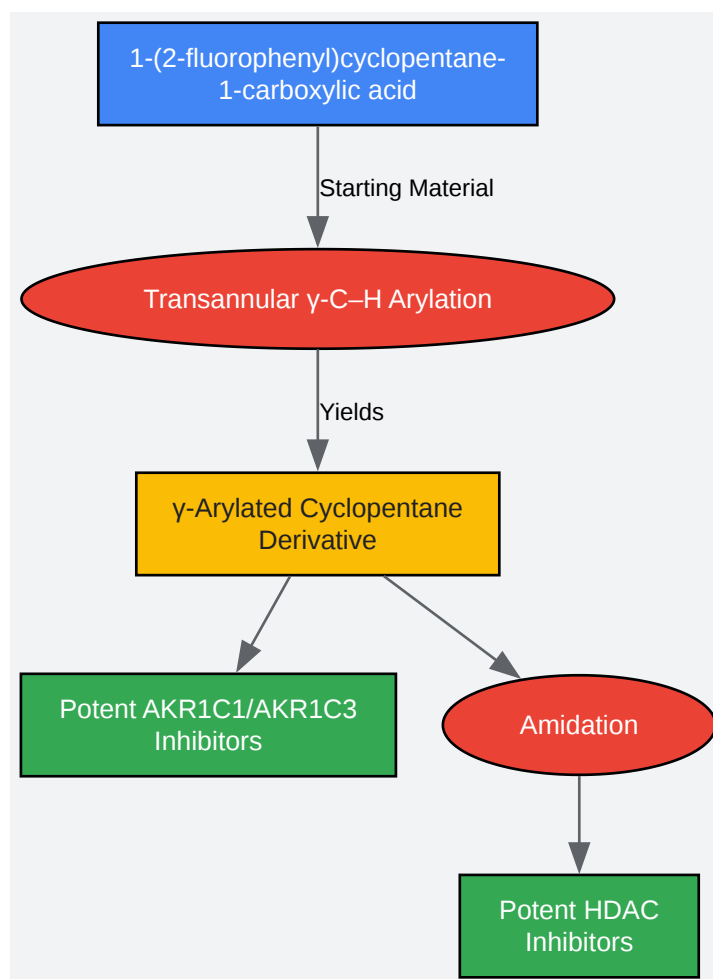 1-(2-fluorophenyl)cyclopentane-
1-carboxylic acid
Starting Material
Transannular γ-C–H Arylation
Yields
γ-Arylated Cyclopentane
Derivative
Potent AKR1C1/AKR1C3
Inhibitors
Amidation
Potent HDAC
Inhibitors